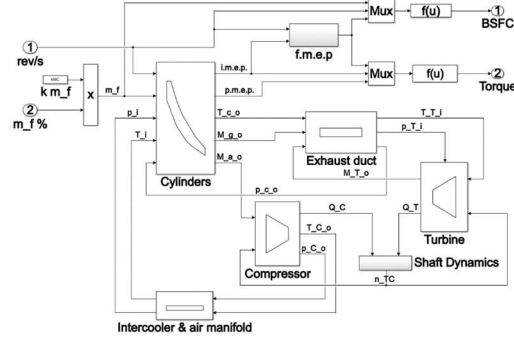 1
Mux
f(u)
BSFC
1
rev/s
i.m.e.p.
f.m.e.p
Mux
f(u)
2
Torque
k m_f
x
m_f
p.m.e.p.
2
m_f %
p_i
T_c_o
T_T_i
T_i
M_g_o
p_T_i
Exhaust duct
Cylinders
M_a_o
M_T_o
p_c_o
Q_C
Q_T
T_C_o
Turbine
p_C_o
Shaft Dynamics
Compressor
n_TC
Intercooler & air manifold